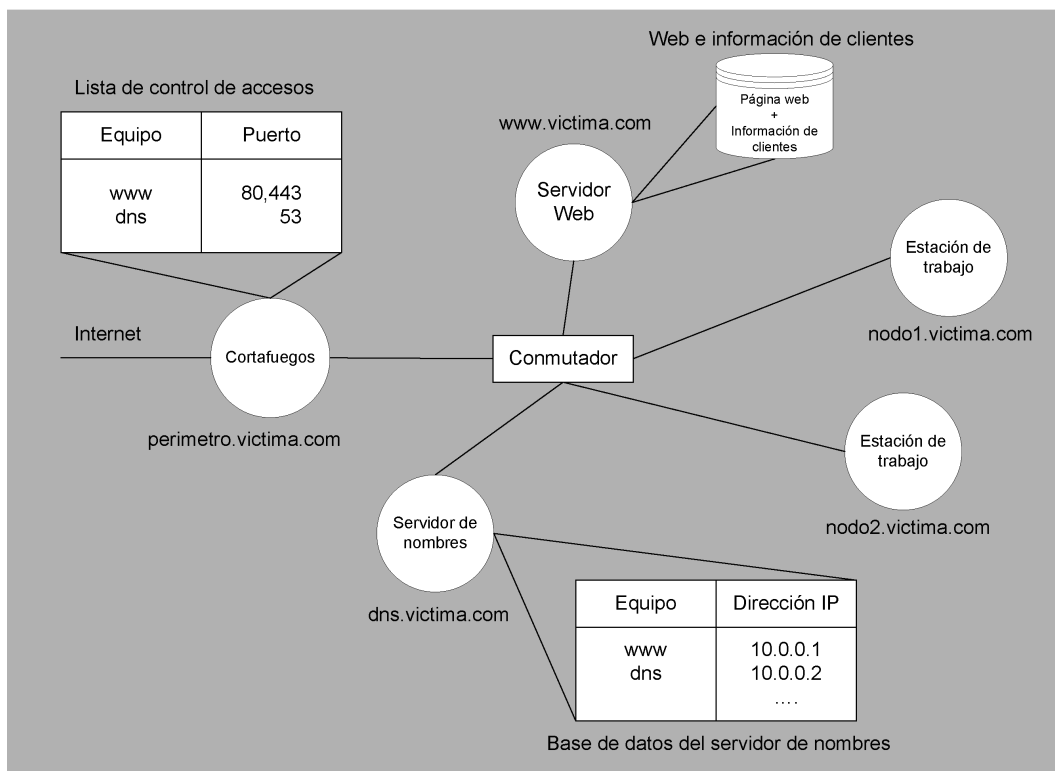 Web e información de clientes
Lista de control de accesos
Equipo Puerto
www 80,443
dns 53
www.victima.com
Página web
+
Información de
clientes
Servidor
Web
Estación de
trabajo
nodo1.victima.com
Internet
Cortafuegos
perimetro.victima.com
Conmutador
Estación de
trabajo
nodo2.victima.com
Servidor de
nombres
dns.victima.com
Equipo Dirección IP
www 10.0.0.1
dns 10.0.0.2
....
Base de datos del servidor de nombres